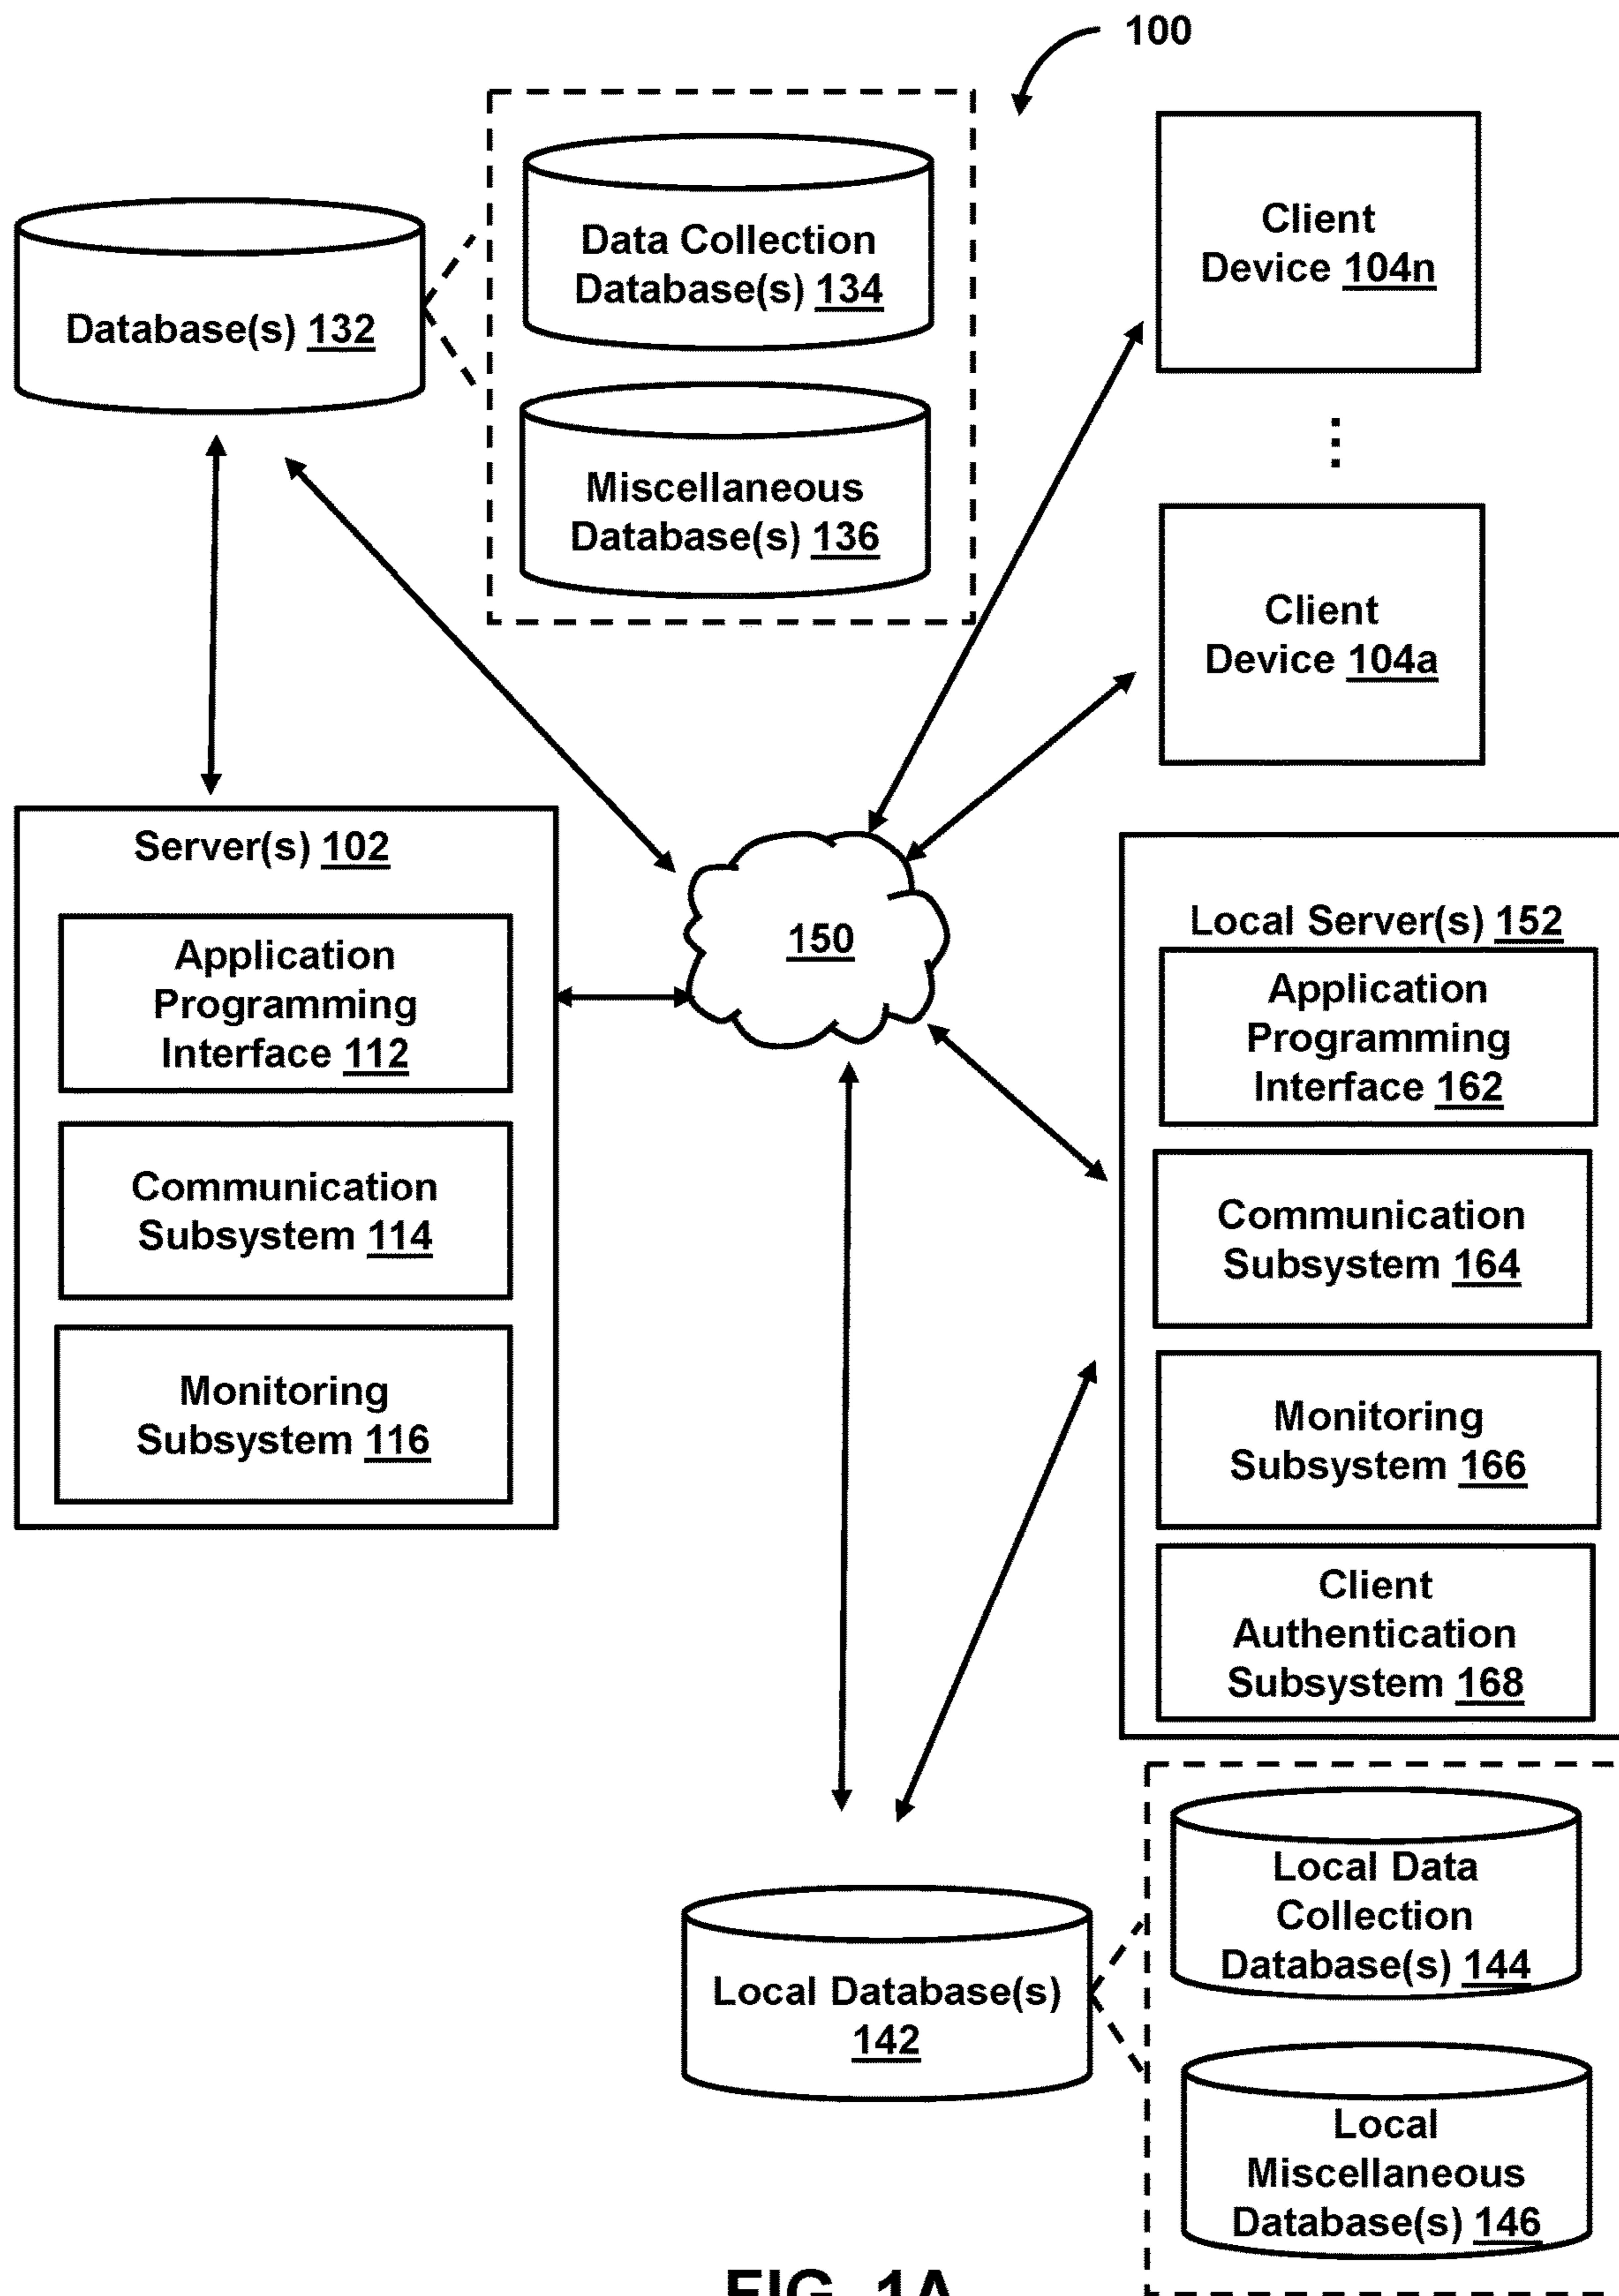 100
Data Collection
Database(s) 134
Miscellaneous
Database(s) 136
Database(s) 132
Client
Device 104n
⋮
Client
Device 104a
Server(s) 102
Application
Programming
Interface 112
Communication
Subsystem 114
Monitoring
Subsystem 116
150
Local Server(s) 152
Application
Programming
Interface 162
Communication
Subsystem 164
Monitoring
Subsystem 166
Client
Authentication
Subsystem 168
Local Database(s)
142
Local Data
Collection
Database(s) 144
Local
Miscellaneous
Database(s) 146
FIG. 1A